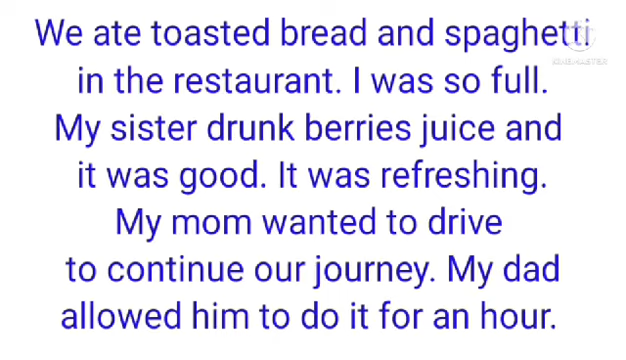 We ate toasted bread and spaghetti
in the restaurant. I was so full.
My sister drunk berries juice and
it was good. It was refreshing.
My mom wanted to drive
to continue our journey. My dad
allowed him to do it for an hour.
KINEMASTER